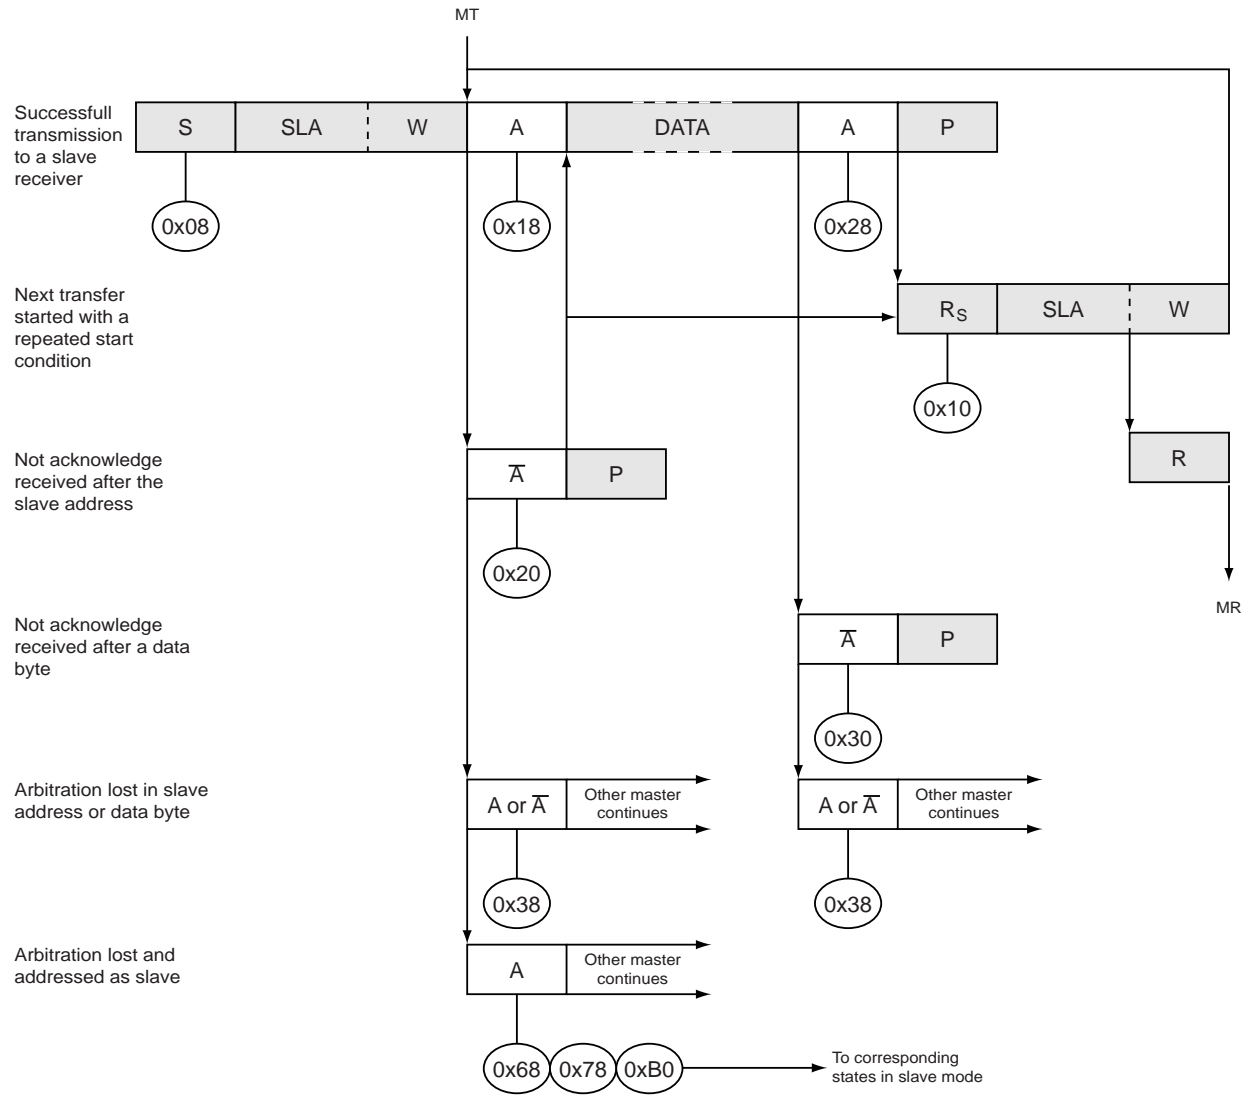 MT
Successfull
transmission
to a slave
receiver
S SLA W A DATA A P
0x08 0x18 0x28
Next transfer
started with a
repeated start
condition
RS SLA W
0x10
Not acknowledge
received after the
slave address
A̅ P
R
0x20
MR
Not acknowledge
received after a data
byte
A̅ P
0x30
Arbitration lost in slave
address or data byte
A or A̅
Other master
continues
A or A̅
Other master
continues
0x38 0x38
Arbitration lost and
addressed as slave
A
Other master
continues
0x68 0x78 0xB0
To corresponding
states in slave mode